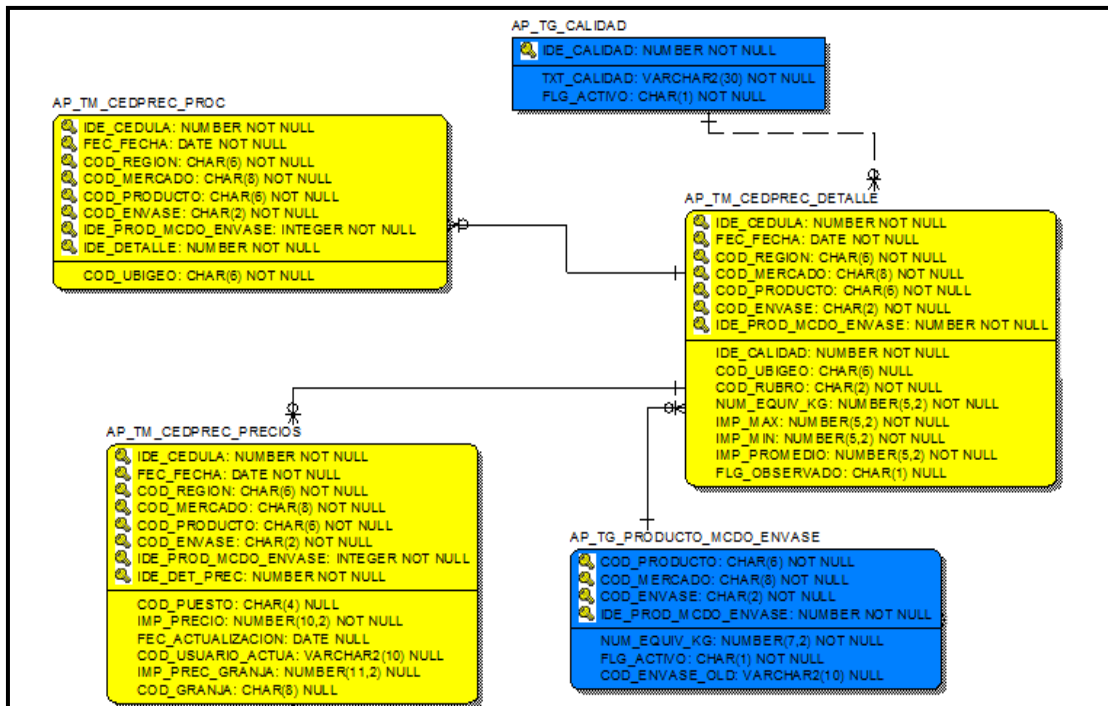 AP_TG_CALIDAD
IDE_CALIDAD: NUMBER NOT NULL
TXT_CALIDAD: VARCHAR2(30) NOT NULL
FLG_ACTIVO: CHAR(1) NOT NULL
AP_TM_CEDPREC_PROC
IDE_CEDULA: NUMBER NOT NULL
FEC_FECHA: DATE NOT NULL
COD_REGION: CHAR(6) NOT NULL
COD_MERCADO: CHAR(8) NOT NULL
COD_PRODUCTO: CHAR(6) NOT NULL
COD_ENVASE: CHAR(2) NOT NULL
IDE_PROD_MCDO_ENVASE: INTEGER NOT NULL
IDE_DETALLE: NUMBER NOT NULL
COD_UBIGEO: CHAR(6) NOT NULL
AP_TM_CEDPREC_DETALLE
IDE_CEDULA: NUMBER NOT NULL
FEC_FECHA: DATE NOT NULL
COD_REGION: CHAR(6) NOT NULL
COD_MERCADO: CHAR(8) NOT NULL
COD_PRODUCTO: CHAR(6) NOT NULL
COD_ENVASE: CHAR(2) NOT NULL
IDE_PROD_MCDO_ENVASE: NUMBER NOT NULL
IDE_CALIDAD: NUMBER NOT NULL
COD_UBIGEO: CHAR(6) NULL
COD_RUBRO: CHAR(2) NOT NULL
NUM_EQUIV_KG: NUMBER(5,2) NOT NULL
IMP_MAX: NUMBER(5,2) NOT NULL
IMP_MIN: NUMBER(5,2) NOT NULL
IMP_PROMEDIO: NUMBER(5,2) NOT NULL
FLG_OBSERVADO: CHAR(1) NULL
AP_TM_CEDPREC_PRECIOS
IDE_CEDULA: NUMBER NOT NULL
FEC_FECHA: DATE NOT NULL
COD_REGION: CHAR(6) NOT NULL
COD_MERCADO: CHAR(8) NOT NULL
COD_PRODUCTO: CHAR(6) NOT NULL
COD_ENVASE: CHAR(2) NOT NULL
IDE_PROD_MCDO_ENVASE: INTEGER NOT NULL
IDE_DET_PREC: NUMBER NOT NULL
COD_PUESTO: CHAR(4) NULL
IMP_PRECIO: NUMBER(10,2) NOT NULL
FEC_ACTUALIZACION: DATE NULL
COD_USUARIO_ACTUA: VARCHAR2(10) NULL
IMP_PREC_GRANJA: NUMBER(11,2) NULL
COD_GRANJA: CHAR(8) NULL
AP_TG_PRODUCTO_MCDO_ENVASE
COD_PRODUCTO: CHAR(6) NOT NULL
COD_MERCADO: CHAR(8) NOT NULL
COD_ENVASE: CHAR(2) NOT NULL
IDE_PROD_MCDO_ENVASE: NUMBER NOT NULL
NUM_EQUIV_KG: NUMBER(7,2) NOT NULL
FLG_ACTIVO: CHAR(1) NOT NULL
COD_ENVASE_OLD: VARCHAR2(10) NULL